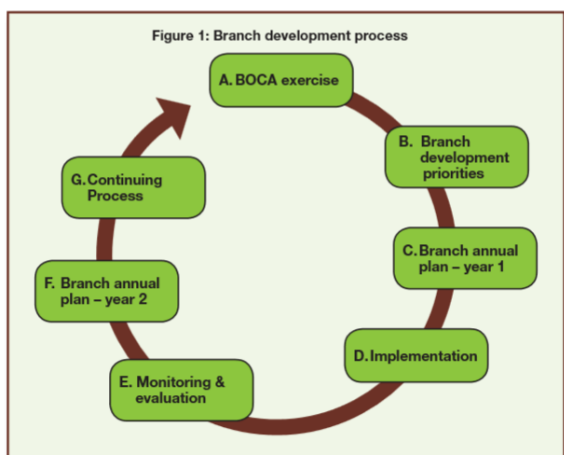 Figure 1: Branch development process
A. BOCA exercise
B. Branch
development
priorities
C. Branch annual
plan – year 1
D. Implementation
E. Monitoring &
evaluation
F. Branch annual
plan – year 2
G. Continuing
Process